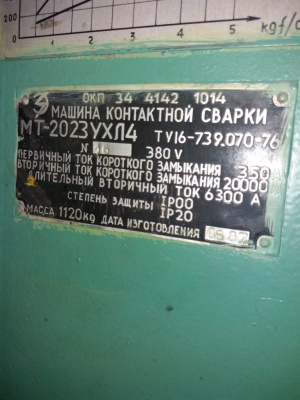 200
1 2 3 4 5 kgf/c
ОКП 34 4142 1014
МАШИНА КОНТАКТНОЙ СВАРКИ
МТ-2023УХЛ4 ТУ16-739.070-76
N 380 V
ПЕРВИЧНЫЙ ТОК КОРОТКОГО ЗАМЫКАНИЯ 350
ВТОРИЧНЫЙ ТОК КОРОТКОГО ЗАМЫКАНИЯ 20000
ДЛИТЕЛЬНЫЙ ВТОРИЧНЫЙ ТОК 6300 А
СТЕПЕНЬ ЗАЩИТЫ IP00
IP20
МАССА 1120кg ДАТА ИЗГОТОВЛЕНИЯ